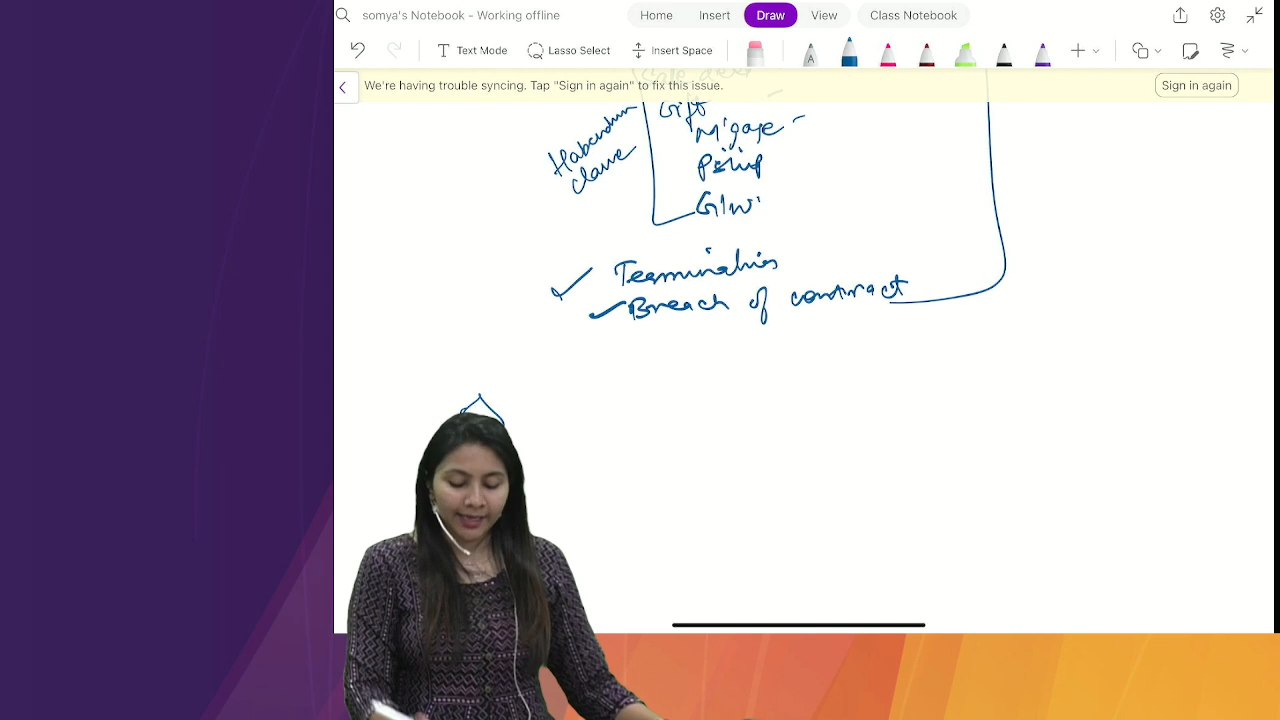 somya's Notebook - Working offline
Home Insert Draw View Class Notebook
Text Mode Lasso Select Insert Space
A
We're having trouble syncing. Tap "Sign in again" to fix this issue. Sign in again
Gift
Habendum
clause
Termination
Breach of contract